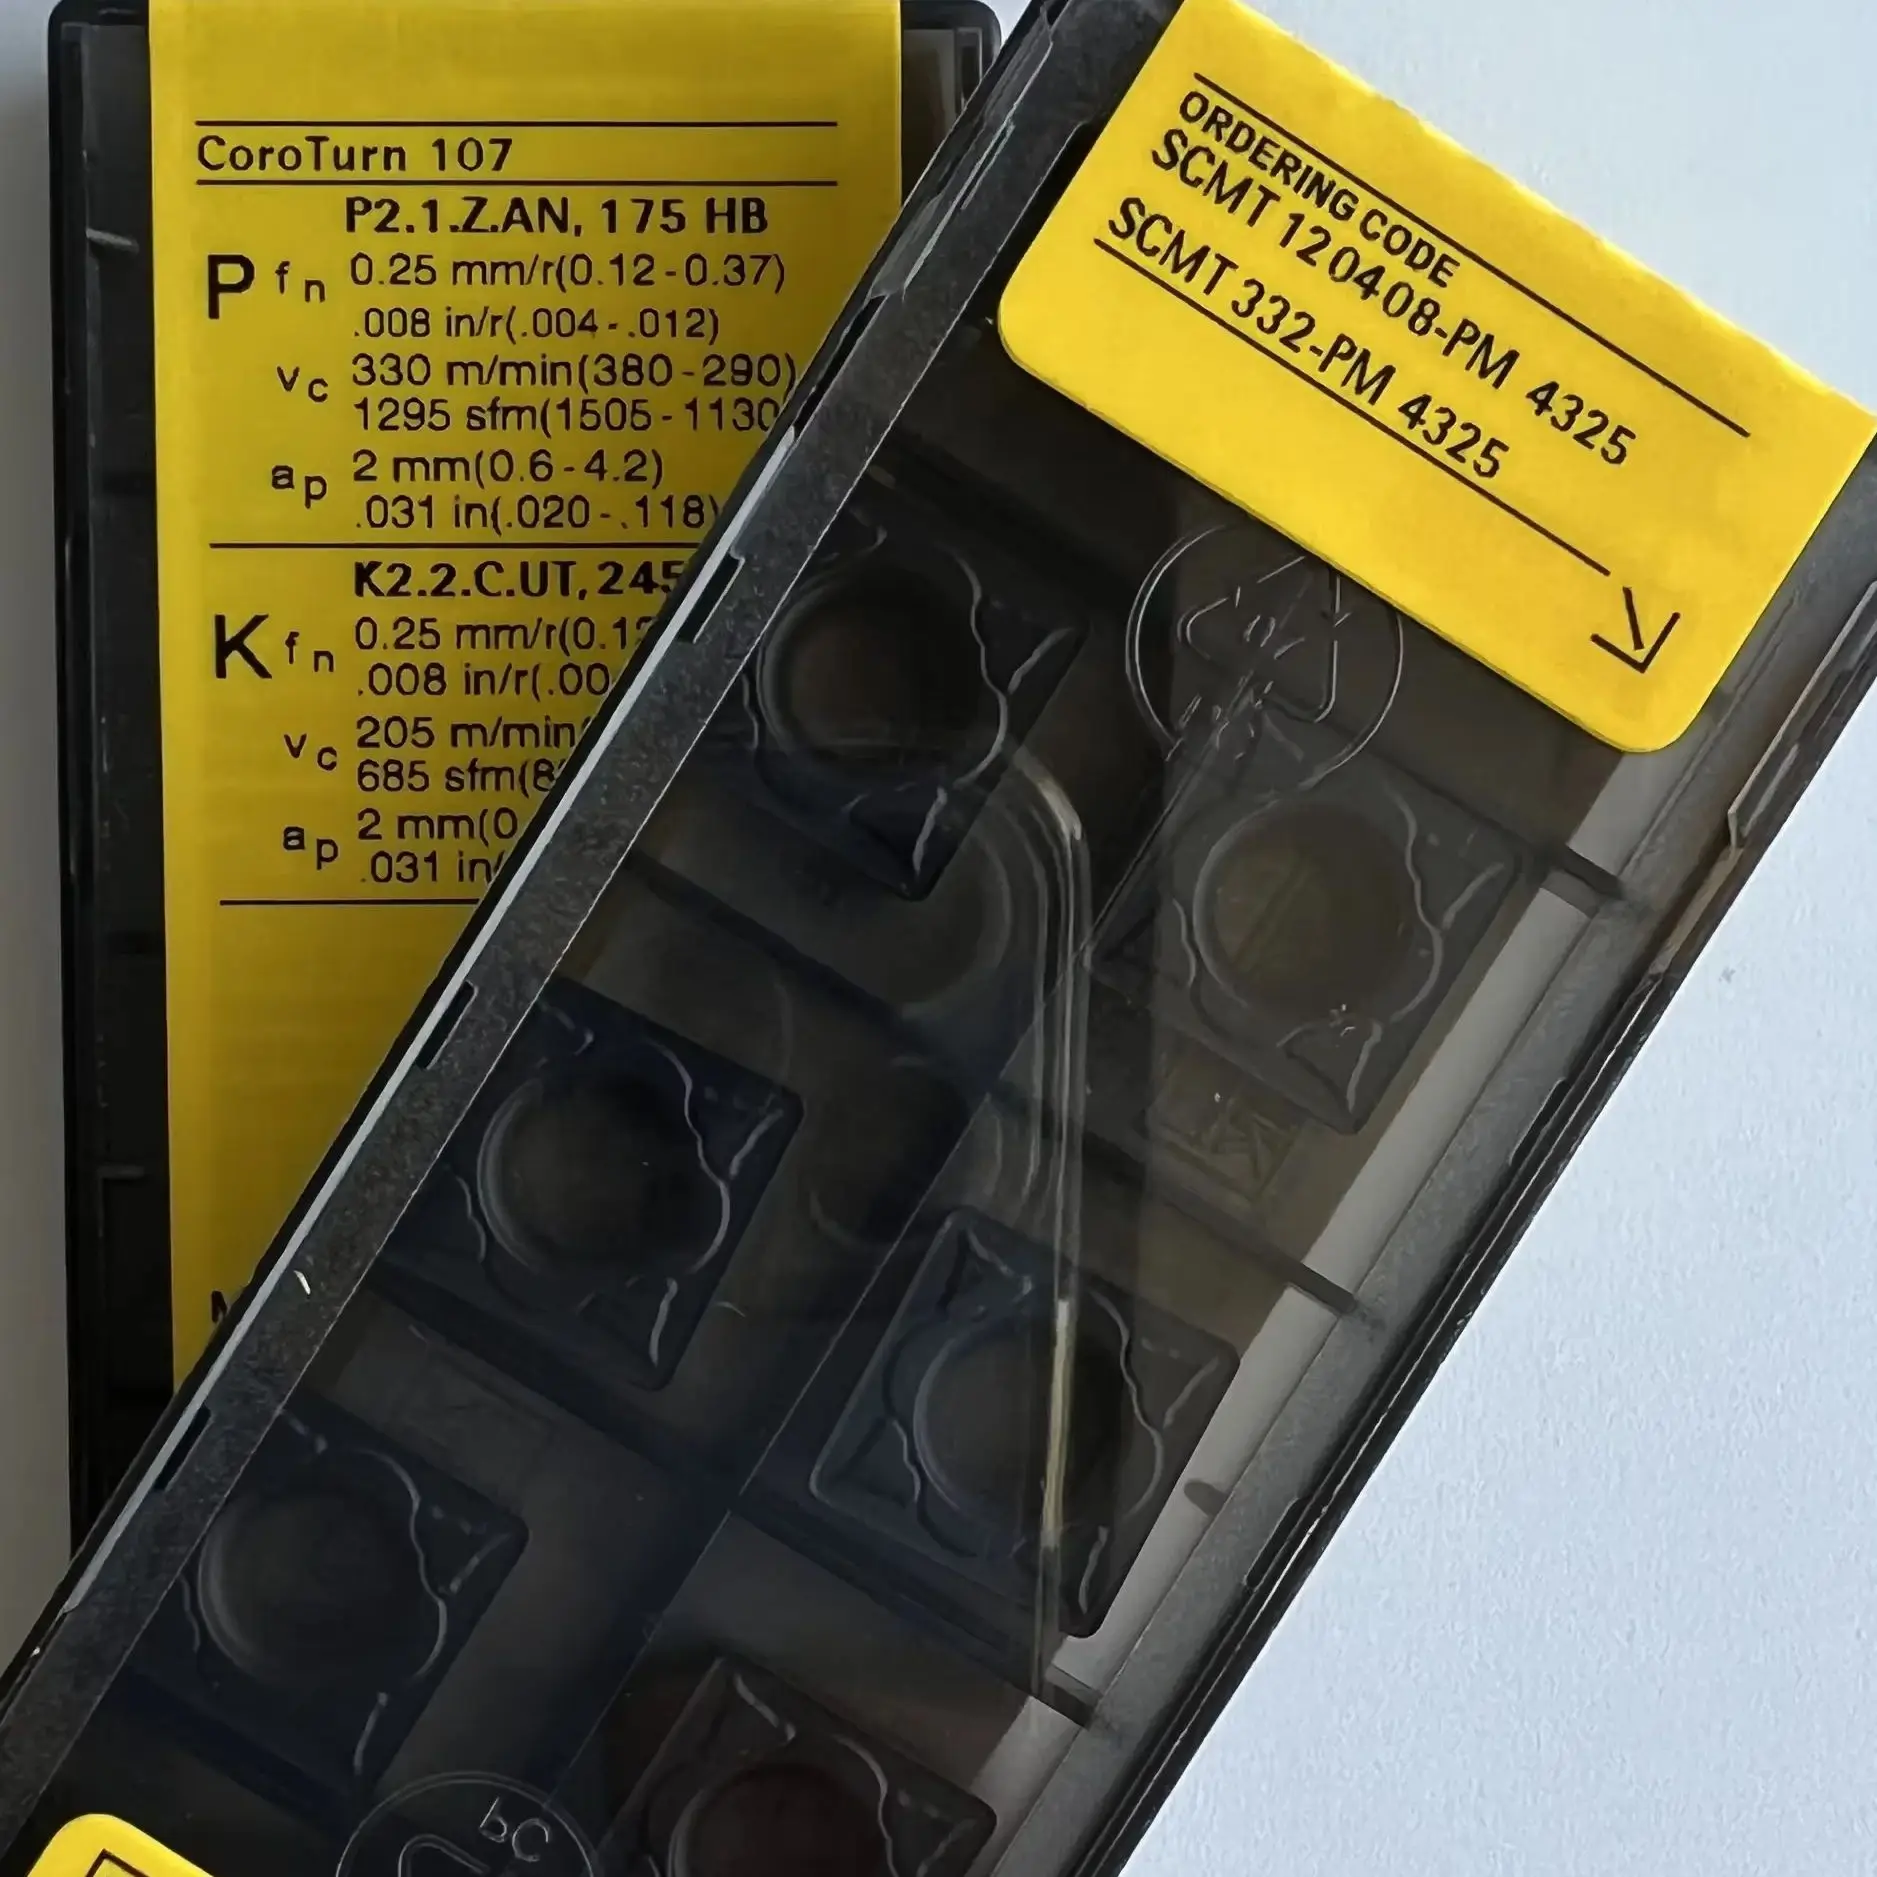 CoroTurn 107
P2.1.Z.AN, 175 HB
P fn 0.25 mm/r(0.12-0.37)
.008 in/r(.004-.012)
vc 330 m/min(380-290)
1295 sfm(1505-1130
ap 2 mm(0.6-4.2)
.031 in(.020-.118)
K2.2.C.UT, 245
K fn 0.25 mm/r(0.1
.008 in/r(.00
vc 205 m/min
685 sfm(8
ap 2 mm(0
.031 in
ORDERING CODE
SCMT 120408-PM 4325
SCMT 332-PM 4325